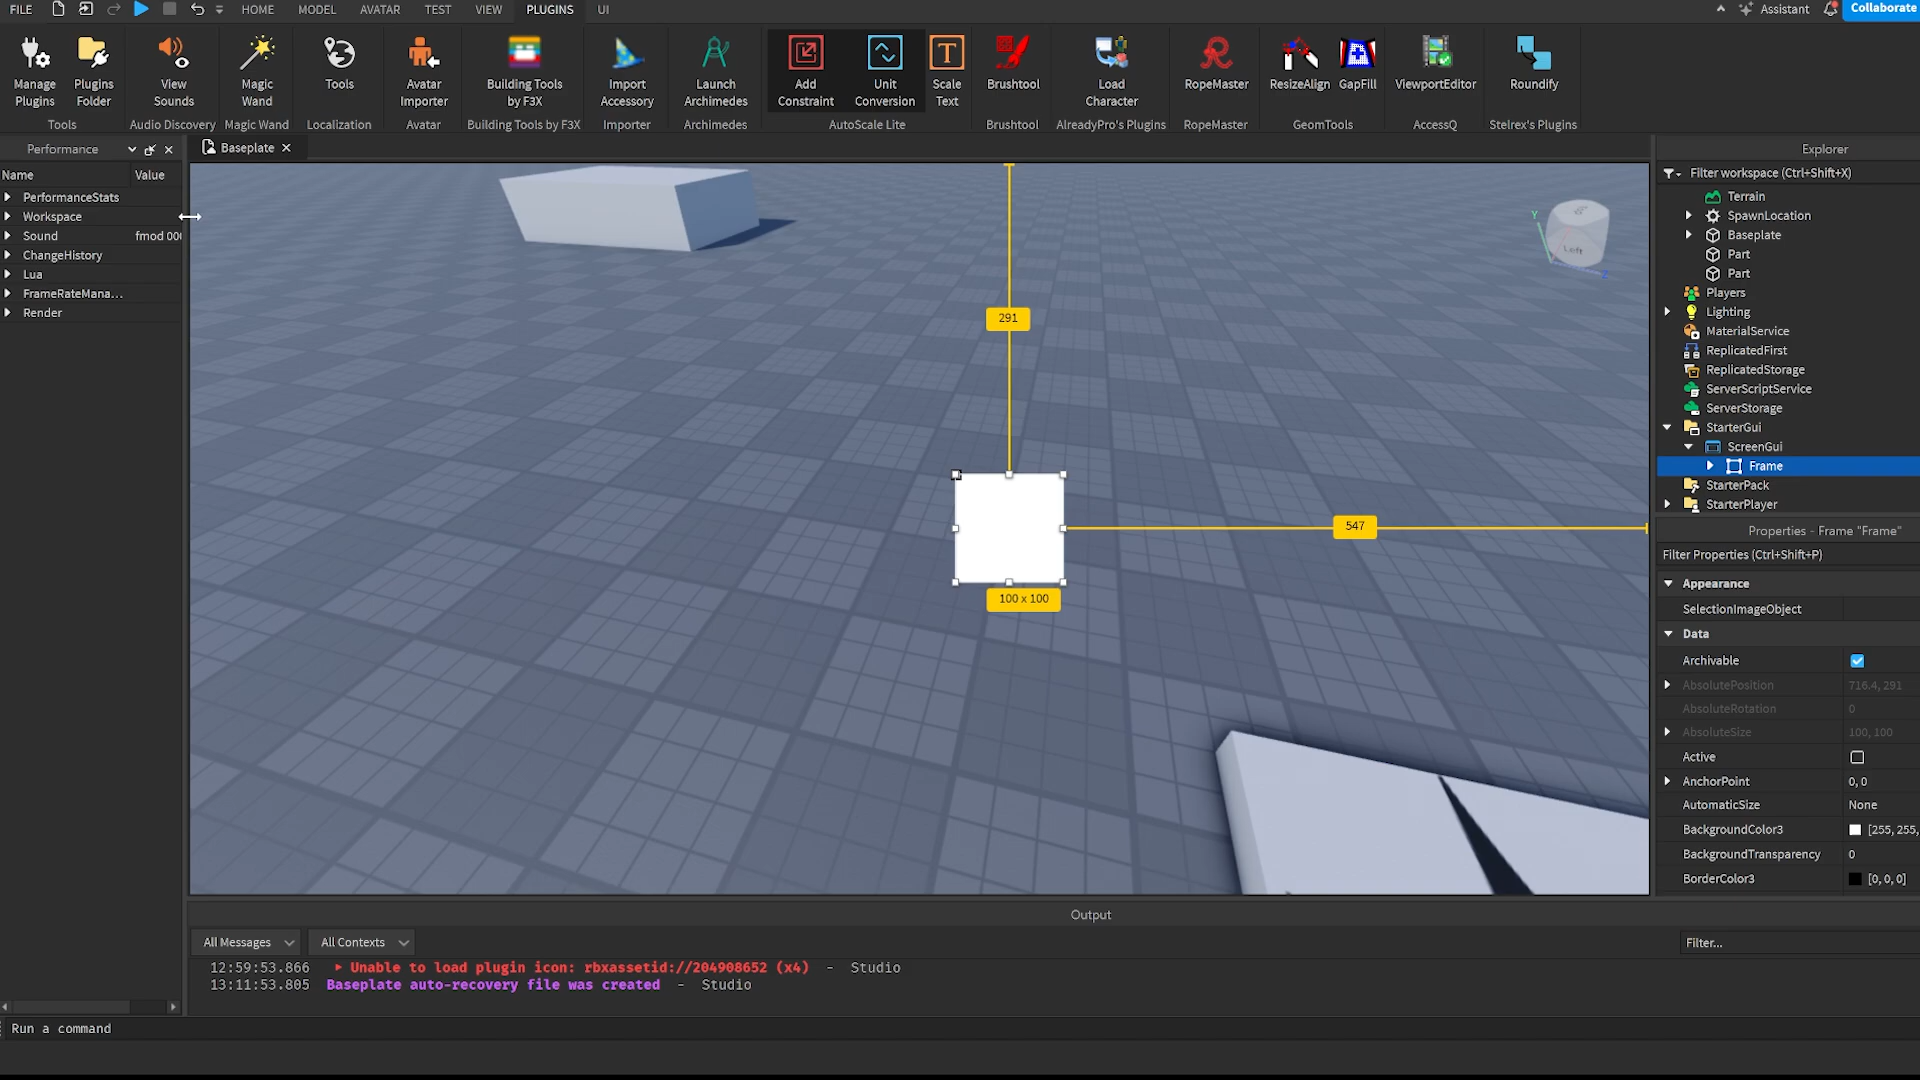 FILE HOME MODEL AVATAR TEST VIEW PLUGINS UI Assistant Collaborate
Manage Plugins
Plugins Folder
View Sounds
Magic Wand
Tools
Avatar Importer
Building Tools by F3X
Import Accessory
Launch Archimedes
Add Constraint
Unit Conversion
Scale Text
Brushtool
Load Character
RopeMaster
ResizeAlign
GapFill
ViewportEditor
Roundify
Tools Audio Discovery Magic Wand Localization Avatar Building Tools by F3X Importer Archimedes AutoScale Lite Brushtool AlreadyPro's Plugins RopeMaster GeomTools AccessQ Stelrex's Plugins
Performance
Name Value
PerformanceStats
Workspace
Sound fmod 00
ChangeHistory
Lua
FrameRateMana...
Render
Baseplate
291
547
100 x 100
Y
Left
Z
Explorer
Filter workspace (Ctrl+Shift+X)
Terrain
SpawnLocation
Baseplate
Part
Part
Players
Lighting
MaterialService
ReplicatedFirst
ReplicatedStorage
ServerScriptService
ServerStorage
StarterGui
ScreenGui
Frame
StarterPack
StarterPlayer
Properties - Frame "Frame"
Filter Properties (Ctrl+Shift+P)
Appearance
SelectionImageObject
Data
Archivable
AbsolutePosition 716.4, 291
AbsoluteRotation 0
AbsoluteSize 100, 100
Active
AnchorPoint 0, 0
AutomaticSize None
BackgroundColor3 [255, 255,
BackgroundTransparency 0
BorderColor3 [0, 0, 0]
Output
All Messages All Contexts Filter...
12:59:53.866 Unable to load plugin icon: rbxassetid://204908652 (x4) - Studio
13:11:53.805 Baseplate auto-recovery file was created - Studio
Run a command